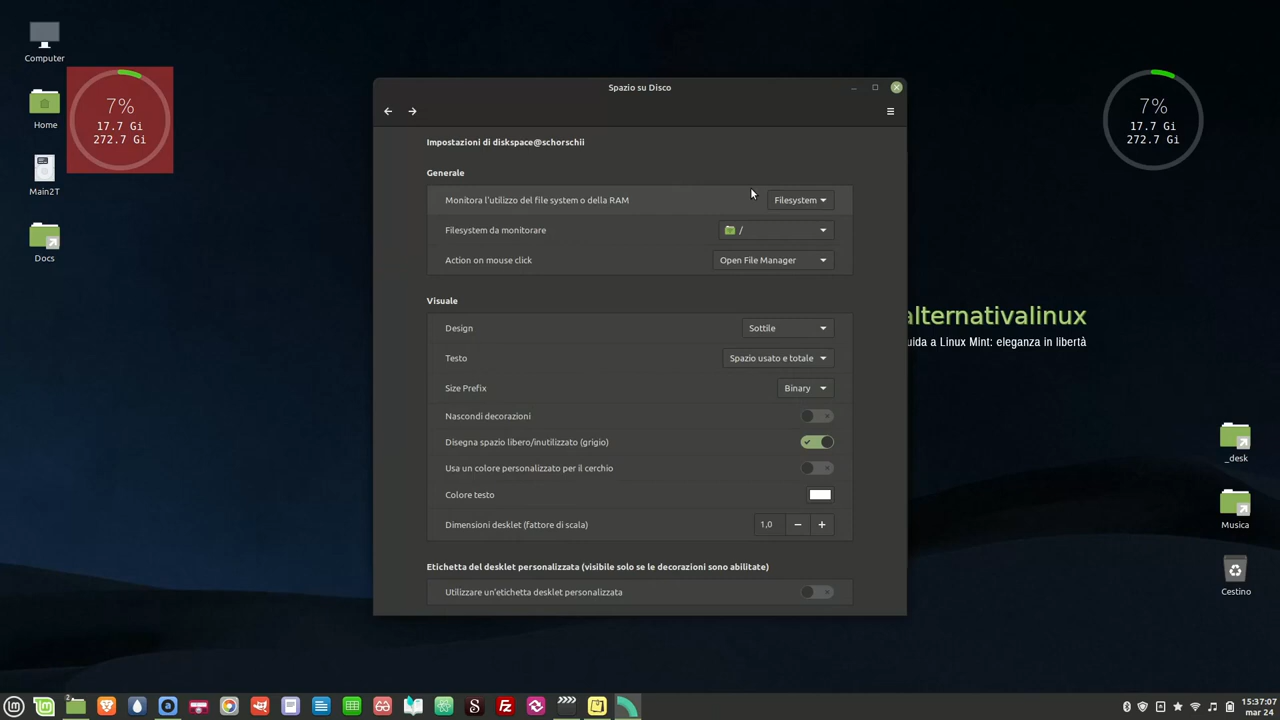 Computer
Home
Main2T
Docs
7%
17.7 Gi
272.7 Gi
Spazio su Disco
Impostazioni di diskspace@schorschii
Generale
Monitora l'utilizzo del file system o della RAM
Filesystem
Filesystem da monitorare
/
Action on mouse click
Open File Manager
Visuale
Design
Sottile
Testo
Spazio usato e totale
Size Prefix
Binary
Nascondi decorazioni
Disegna spazio libero/inutilizzato (grigio)
Usa un colore personalizzato per il cerchio
Colore testo
Dimensioni desklet (fattore di scala)
1,0
Etichetta del desklet personalizzata (visibile solo se le decorazioni sono abilitate)
Utilizzare un'etichetta desklet personalizzata
7%
17.7 Gi
272.7 Gi
alternativalinux
uida a Linux Mint: eleganza in libertà
_desk
Musica
Cestino
2
15:37:07
mar 24